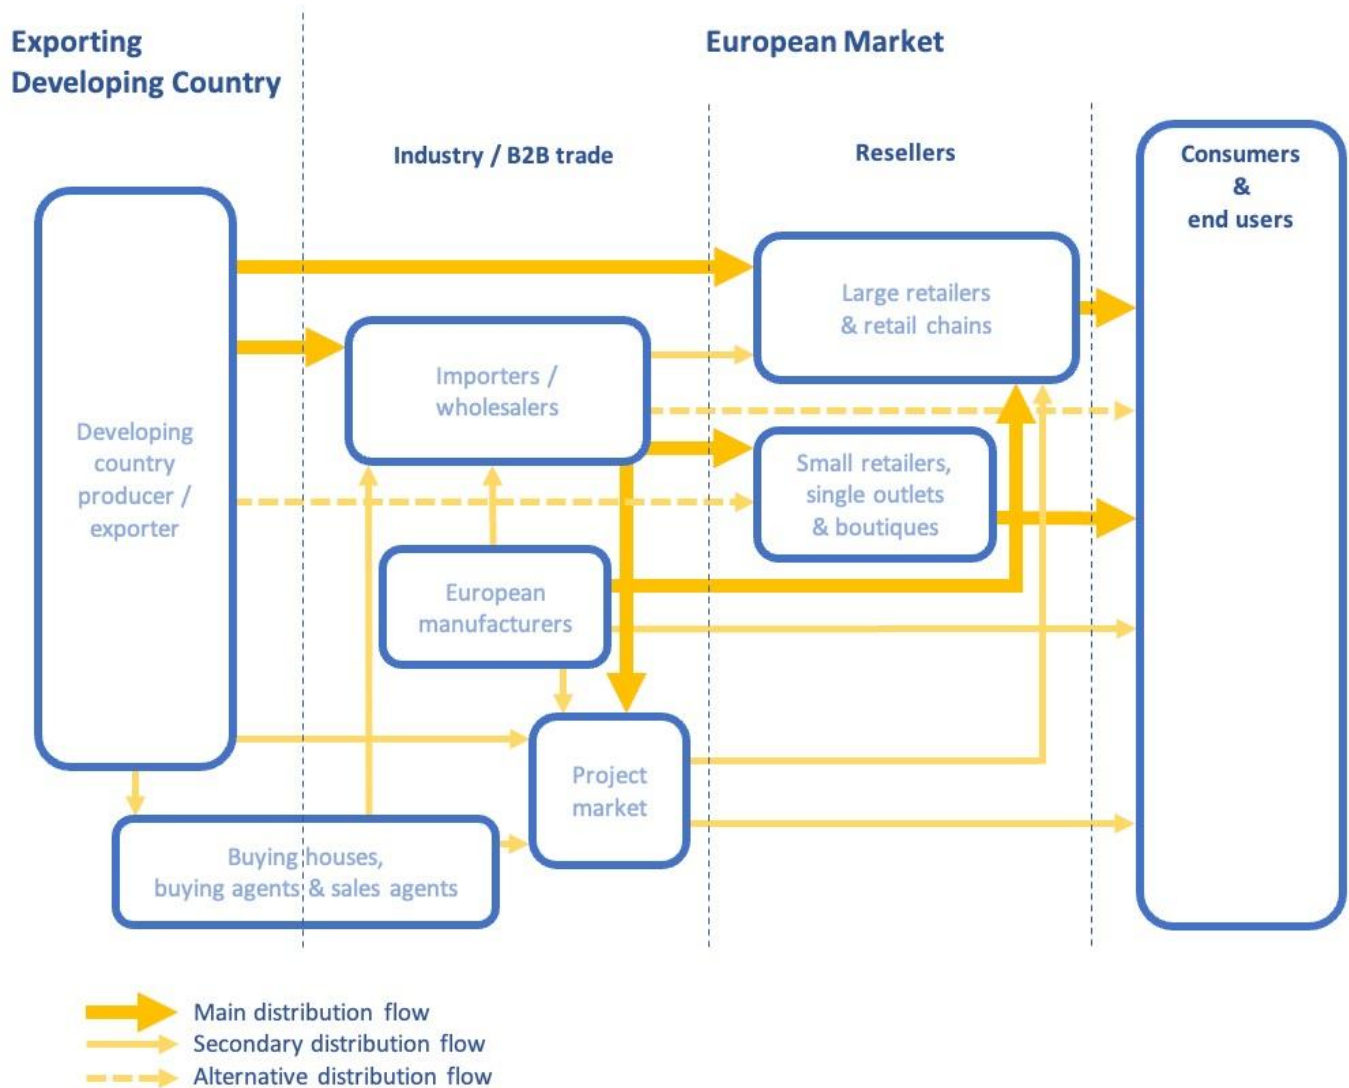 Exporting
Developing Country
European Market
Industry / B2B trade
Resellers
Consumers
&
end users
Large retailers
& retail chains
Importers /
wholesalers
Developing
country
producer /
exporter
Small retailers,
single outlets
& boutiques
European
manufacturers
Project
market
Buying houses,
buying agents & sales agents
Main distribution flow
Secondary distribution flow
Alternative distribution flow